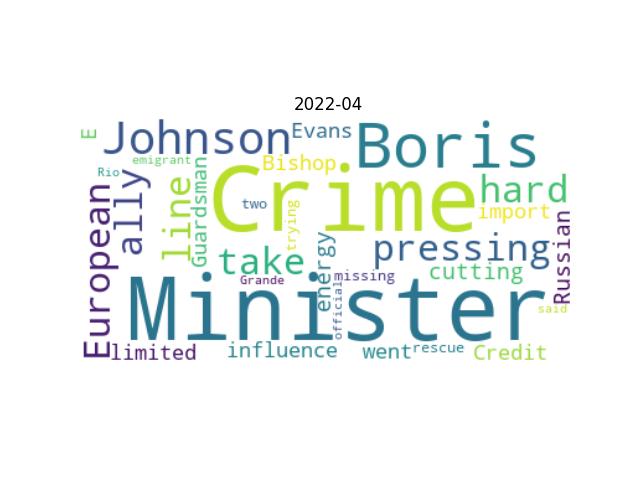 2022-04
E
Johnson
Evans
Boris
Rio
emigrant
Bishop
Crime
hard
European
ally
line
Guardsman
two
trying
import
Russian
take
energy
pressing
cutting
Grande
missing
official
Minister
said
limited
influence
went
rescue
Credit